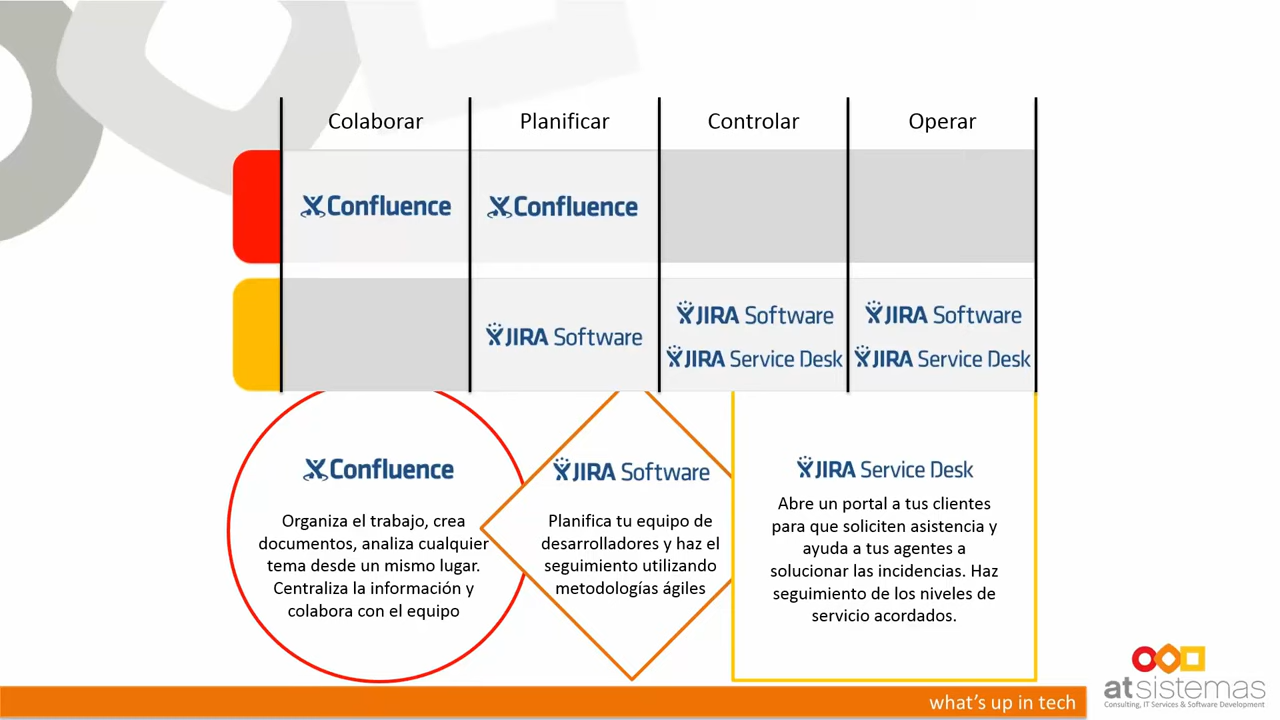 Colaborar Planificar Controlar Operar
Confluence Confluence
JIRA Software JIRA Software JIRA Software
JIRA Service Desk JIRA Service Desk
Confluence
Organiza el trabajo, crea
documentos, analiza cualquier
tema desde un mismo lugar.
Centraliza la información y
colabora con el equipo
JIRA Software
Planifica tu equipo de
desarrolladores y haz el
seguimiento utilizando
metodologías ágiles
JIRA Service Desk
Abre un portal a tus clientes
para que soliciten asistencia y
ayuda a tus agentes a
solucionar las incidencias. Haz
seguimiento de los niveles de
servicio acordados.
what's up in tech
atsistemas
Consulting, IT Services & Software Development